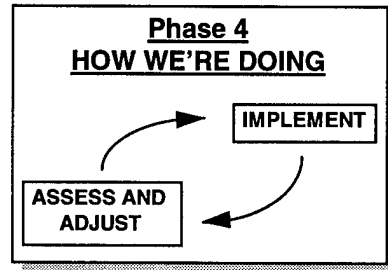 Phase 4
HOW WE'RE DOING
IMPLEMENT
ASSESS AND
ADJUST